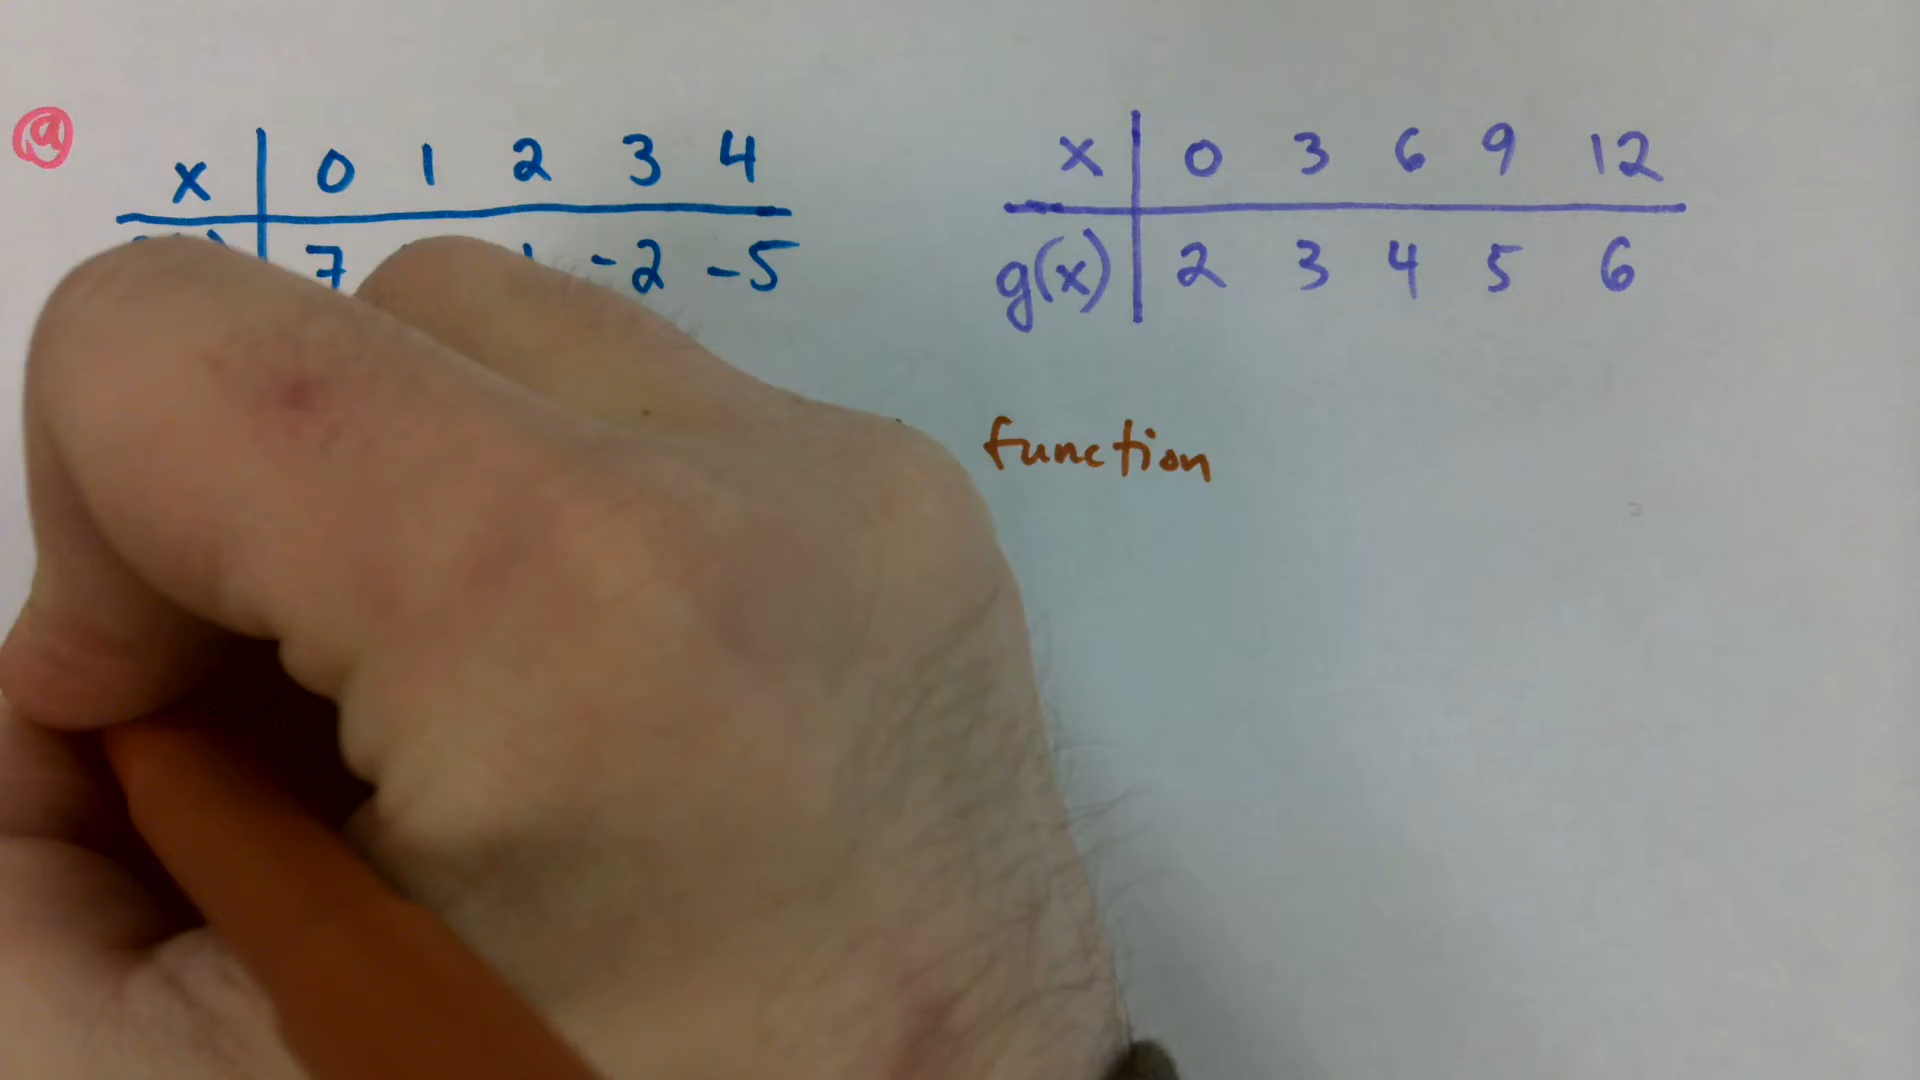 a
x 0 1 2 3 4
7 -2 -5
x 0 3 6 9 12
g(x) 2 3 4 5 6
function